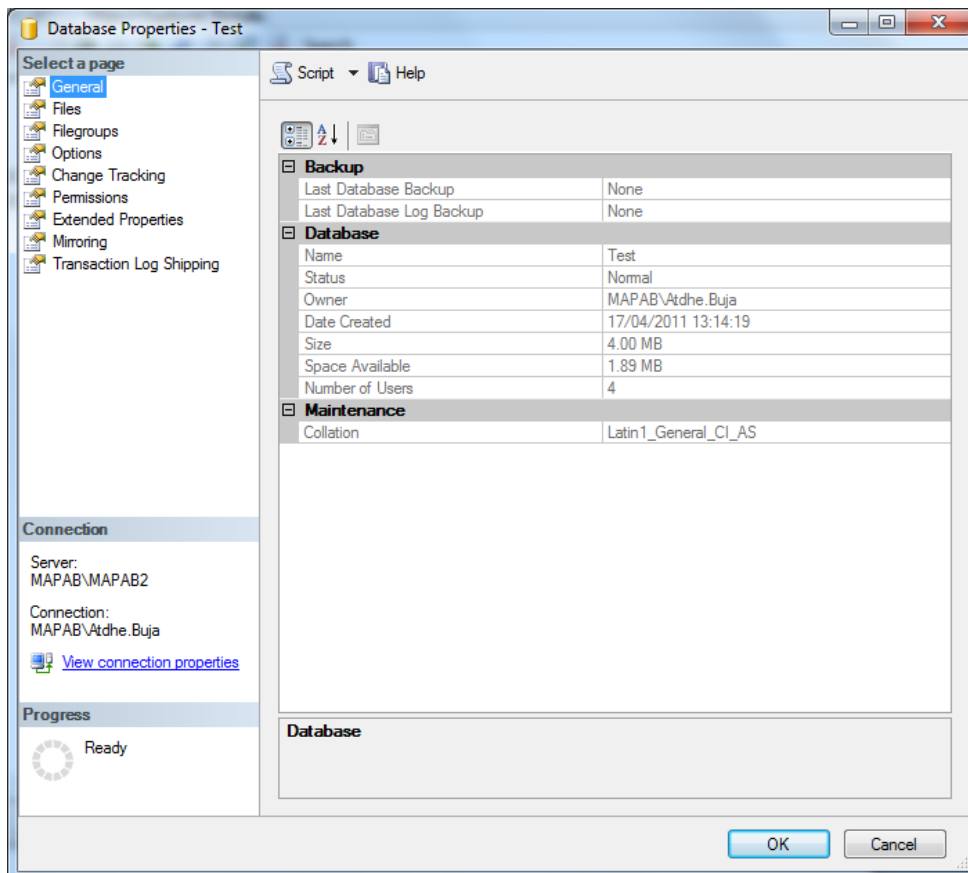 Database Properties - Test
Select a page
General
Files
Filegroups
Options
Change Tracking
Permissions
Extended Properties
Mirroring
Transaction Log Shipping
Connection
Server:
MAPAB\MAPAB2
Connection:
MAPAB\Atdhe.Buja
View connection properties
Progress
Ready
Script Help
Backup
Last Database Backup None
Last Database Log Backup None
Database
Name Test
Status Normal
Owner MAPAB\Atdhe.Buja
Date Created 17/04/2011 13:14:19
Size 4.00 MB
Space Available 1.89 MB
Number of Users 4
Maintenance
Collation Latin1_General_CI_AS
Database
OK Cancel